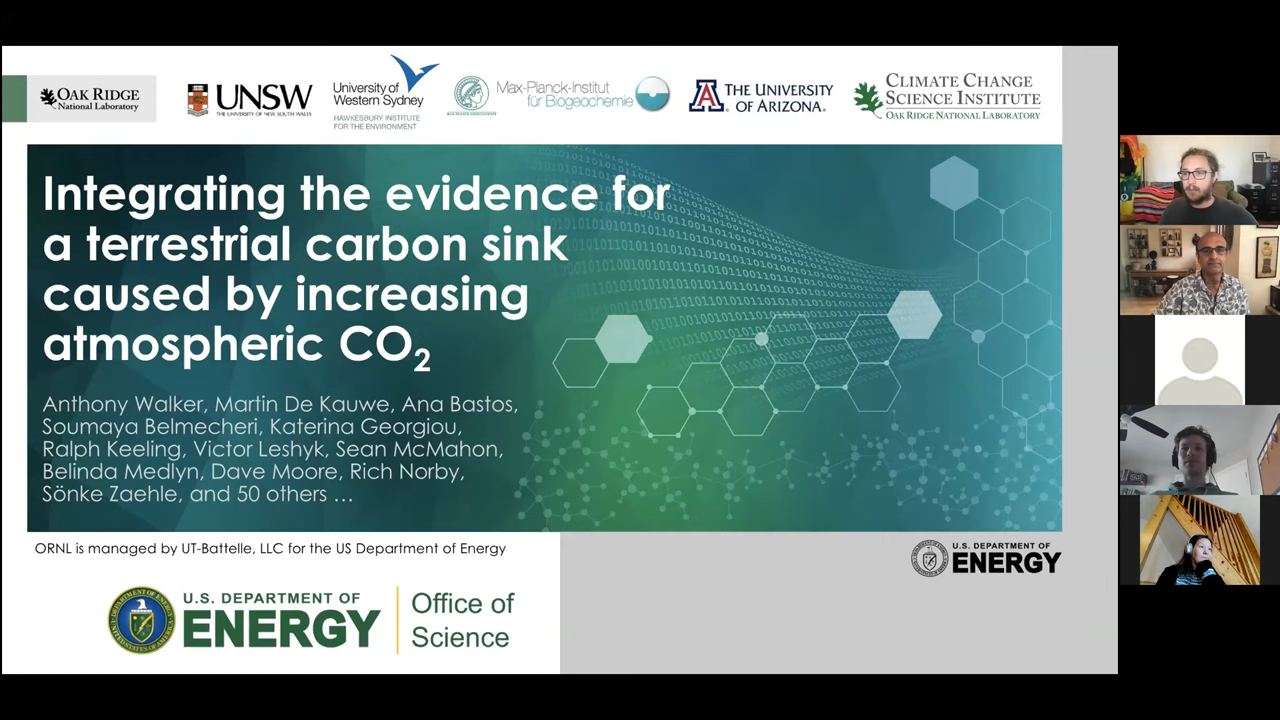 OAK RIDGE
National Laboratory
UNSW
THE UNIVERSITY OF NEW SOUTH WALES
University of
Western Sydney
HAWKESBURY INSTITUTE
FOR THE ENVIRONMENT
Max-Planck-Institut
für Biogeochemie
THE UNIVERSITY
OF ARIZONA
CLIMATE CHANGE
SCIENCE INSTITUTE
OAK RIDGE NATIONAL LABORATORY
Integrating the evidence for
a terrestrial carbon sink
caused by increasing
atmospheric CO₂
Anthony Walker, Martin De Kauwe, Ana Bastos,
Soumaya Belmecheri, Katerina Georgiou,
Ralph Keeling, Victor Leshyk, Sean McMahon,
Belinda Medlyn, Dave Moore, Rich Norby,
Sönke Zaehle, and 50 others …
ORNL is managed by UT-Battelle, LLC for the US Department of Energy
U.S. DEPARTMENT OF
ENERGY
U.S. DEPARTMENT OF
ENERGY
Office of
Science